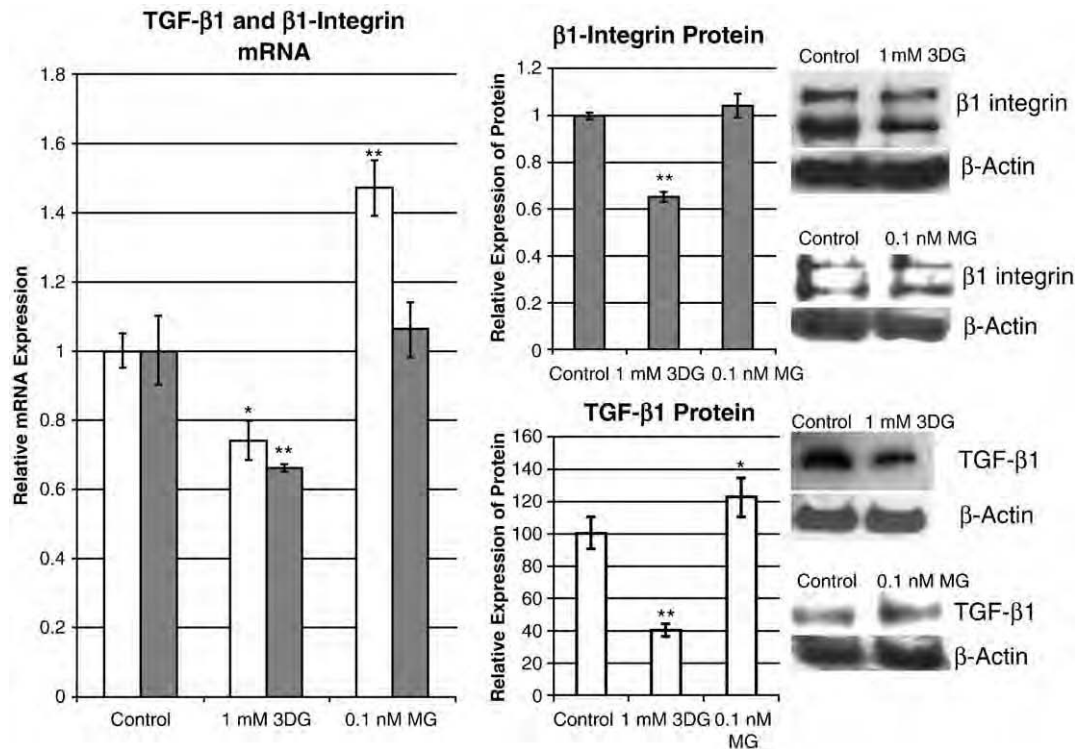 TGF-β1 and β1-Integrin
mRNA
Relative mRNA Expression
1.8
1.6
1.4
1.2
1
0.8
0.6
0.4
0.2
0
*
**
**
Control
1 mM 3DG
0.1 nM MG
β1-Integrin Protein
Relative Expression of Protein
1.2
1
0.8
0.6
0.4
0.2
0
**
Control 1 mM 3DG 0.1 nM MG
TGF-β1 Protein
Relative Expression of Protein
160
140
120
100
80
60
40
20
0
**
*
Control 1 mM 3DG 0.1 nM
MG
Control 1 mM 3DG
β1 integrin
β-Actin
Control 0.1 nM MG
β1 integrin
β-Actin
Control 1 mM 3DG
TGF-β1
β-Actin
Control 0.1 nM MG
TGF-β1
β-Actin